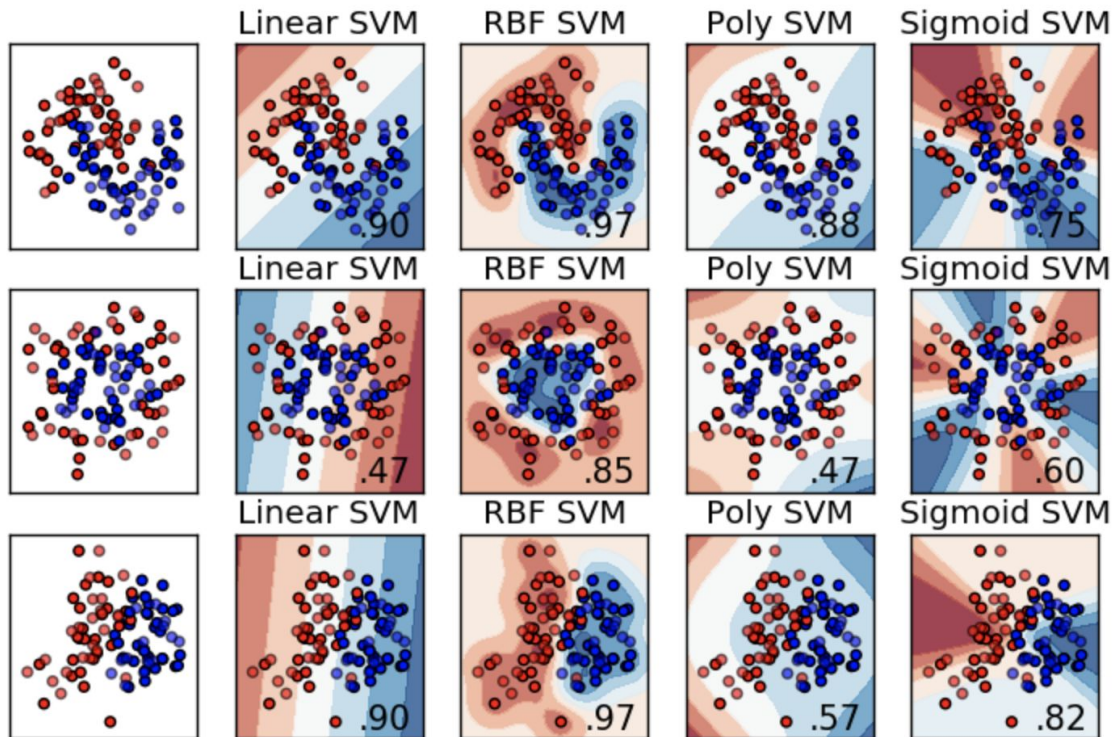 Linear SVM RBF SVM Poly SVM Sigmoid SVM
.90 .97 .88 .75
Linear SVM RBF SVM Poly SVM Sigmoid SVM
.47 .85 .47 .60
Linear SVM RBF SVM Poly SVM Sigmoid SVM
.90 .97 .57 .82